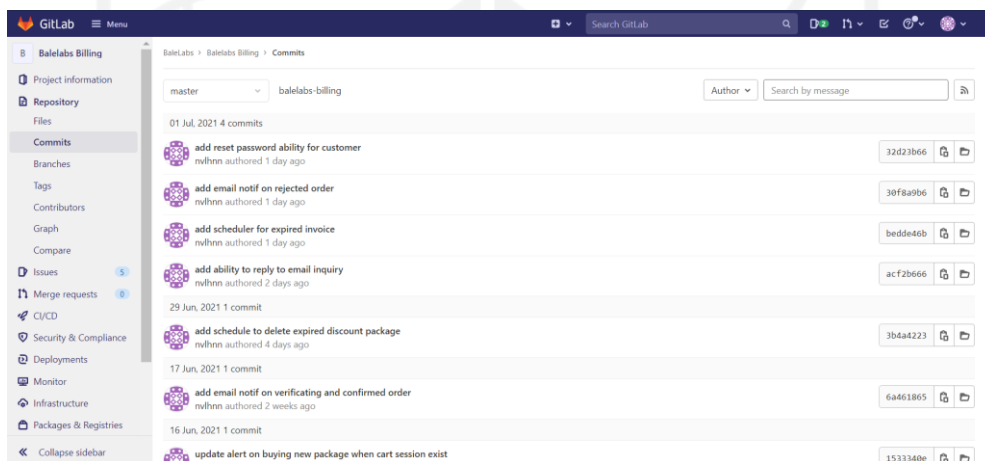 GitLab Menu Search GitLab 2
B Balelabs Billing
Project information
Repository
Files
Commits
Branches
Tags
Contributors
Graph
Compare
Issues 5
Merge requests 0
CI/CD
Security & Compliance
Deployments
Monitor
Infrastructure
Packages & Registries
Collapse sidebar
BaleLabs > Balelabs Billing > Commits
master balelabs-billing Author Search by message
01 Jul, 2021 4 commits
add reset password ability for customer
nvlhnn authored 1 day ago 32d23b66
add email notif on rejected order
nvlhnn authored 1 day ago 30f8a9b6
add scheduler for expired invoice
nvlhnn authored 1 day ago bedde46b
add ability to reply to email inquiry
nvlhnn authored 2 days ago acf2b666
29 Jun, 2021 1 commit
add schedule to delete expired discount package
nvlhnn authored 4 days ago 3b4a4223
17 Jun, 2021 1 commit
add email notif on verificating and confirmed order
nvlhnn authored 2 weeks ago 6a461865
16 Jun, 2021 1 commit
update alert on buying new package when cart session exist
1533340e